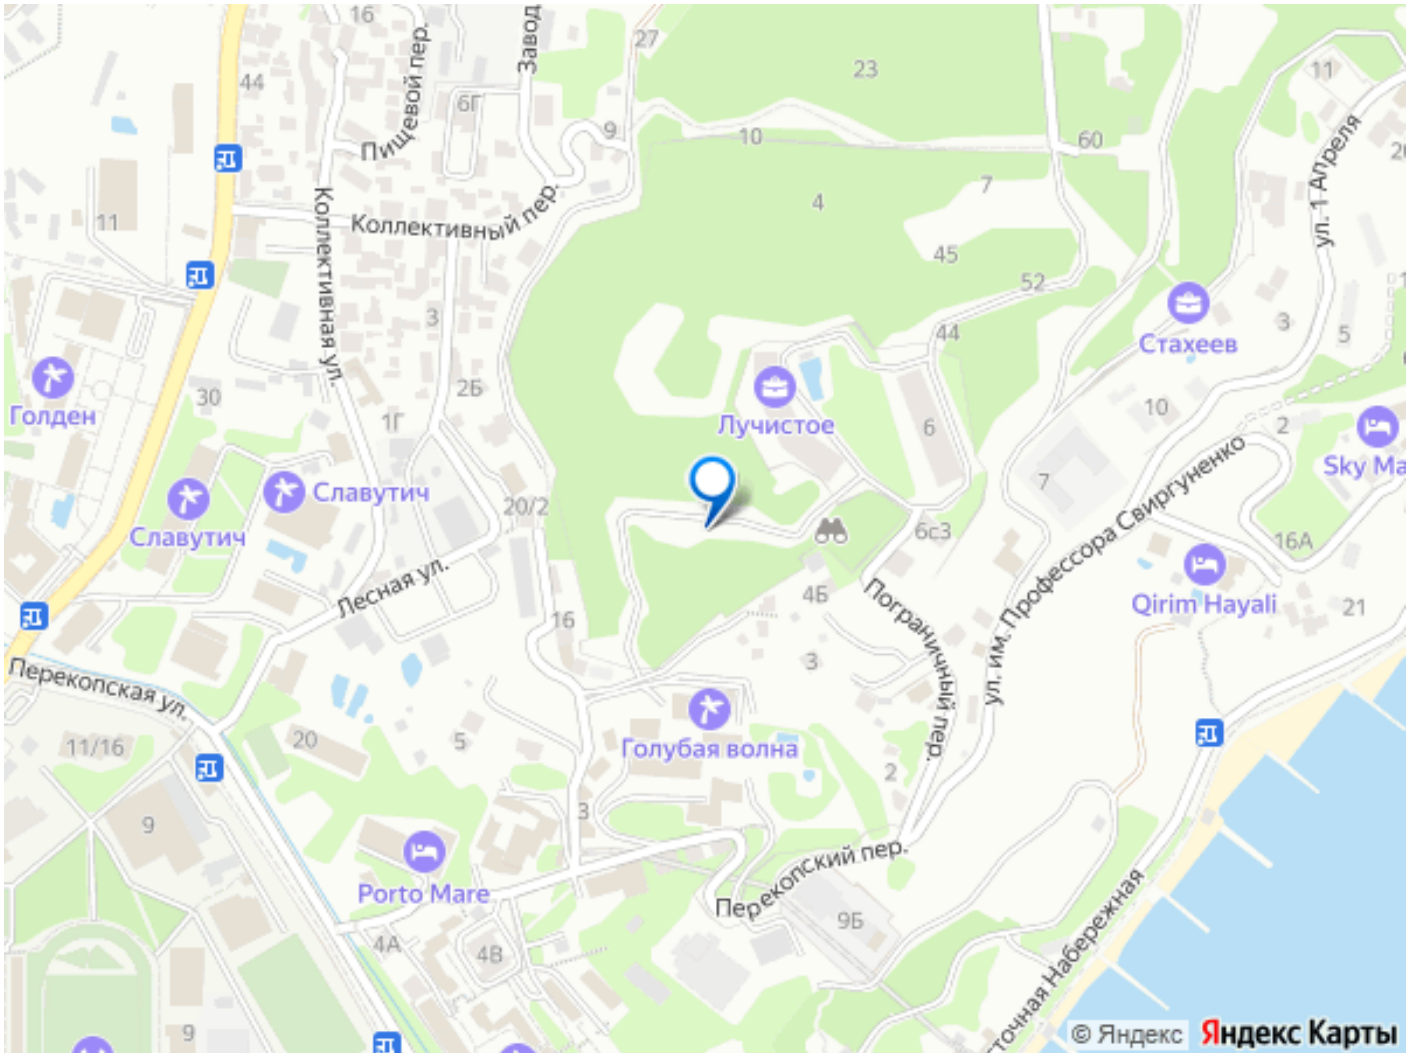 16
Пищевой пер.
Завод
27
23
11
44
6Г
9
10
60
ул. 1 Апреля
20
7
4
Коллективный пер.
11
Коллективная ул.
45
52
3
44
Стахеев
3
5
Голден
30
2Б
1Г
Лучистое
6
10
2
Sky Ma
Славутич
Славутич
20/2
7
ул. им. Профессора Свиргуненко
6с3
16А
Лесная ул.
16
4Б
Пограничный пер.
Qirim Hayali
21
Перекопская ул.
3
11/16
20
5
Голубая волна
2
9
3
Porto Mare
Перекопский пер.
9Б
4А
4В
9
точная Набережная
© Яндекс
Яндекс Карты